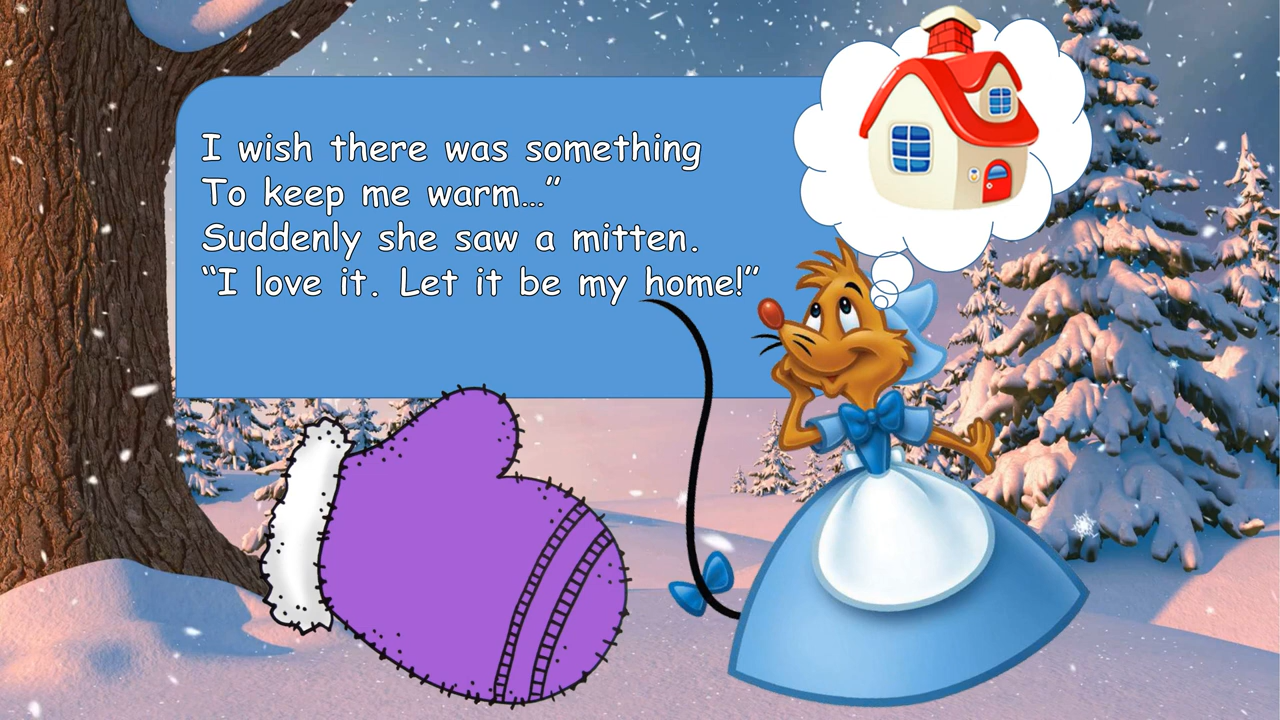 I wish there was something
To keep me warm…”
Suddenly she saw a mitten.
“I love it. Let it be my home!”